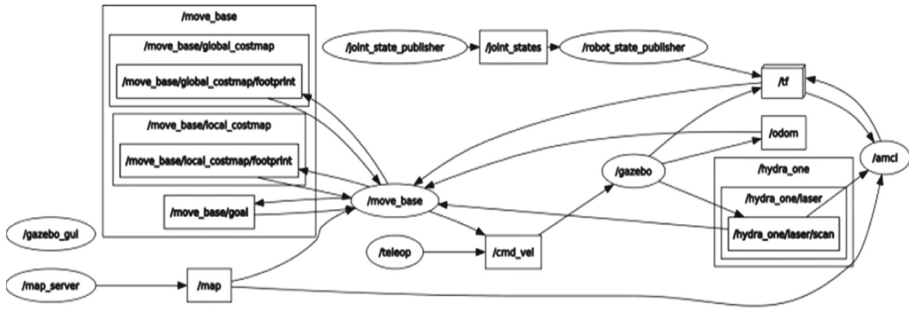 /move_base
/move_base/global_costmap
/move_base/global_costmap/footprint
/move_base/local_costmap
/move_base/local_costmap/footprint
/move_base/goal
/gazebo_gui
/map_server
/map
/joint_state_publisher
/joint_states
/robot_state_publisher
/move_base
/teleop
/cmd_vel
/gazebo
/tf
/odom
/hydra_one
/hydra_one/laser
/hydra_one/laser/scan
/amcl